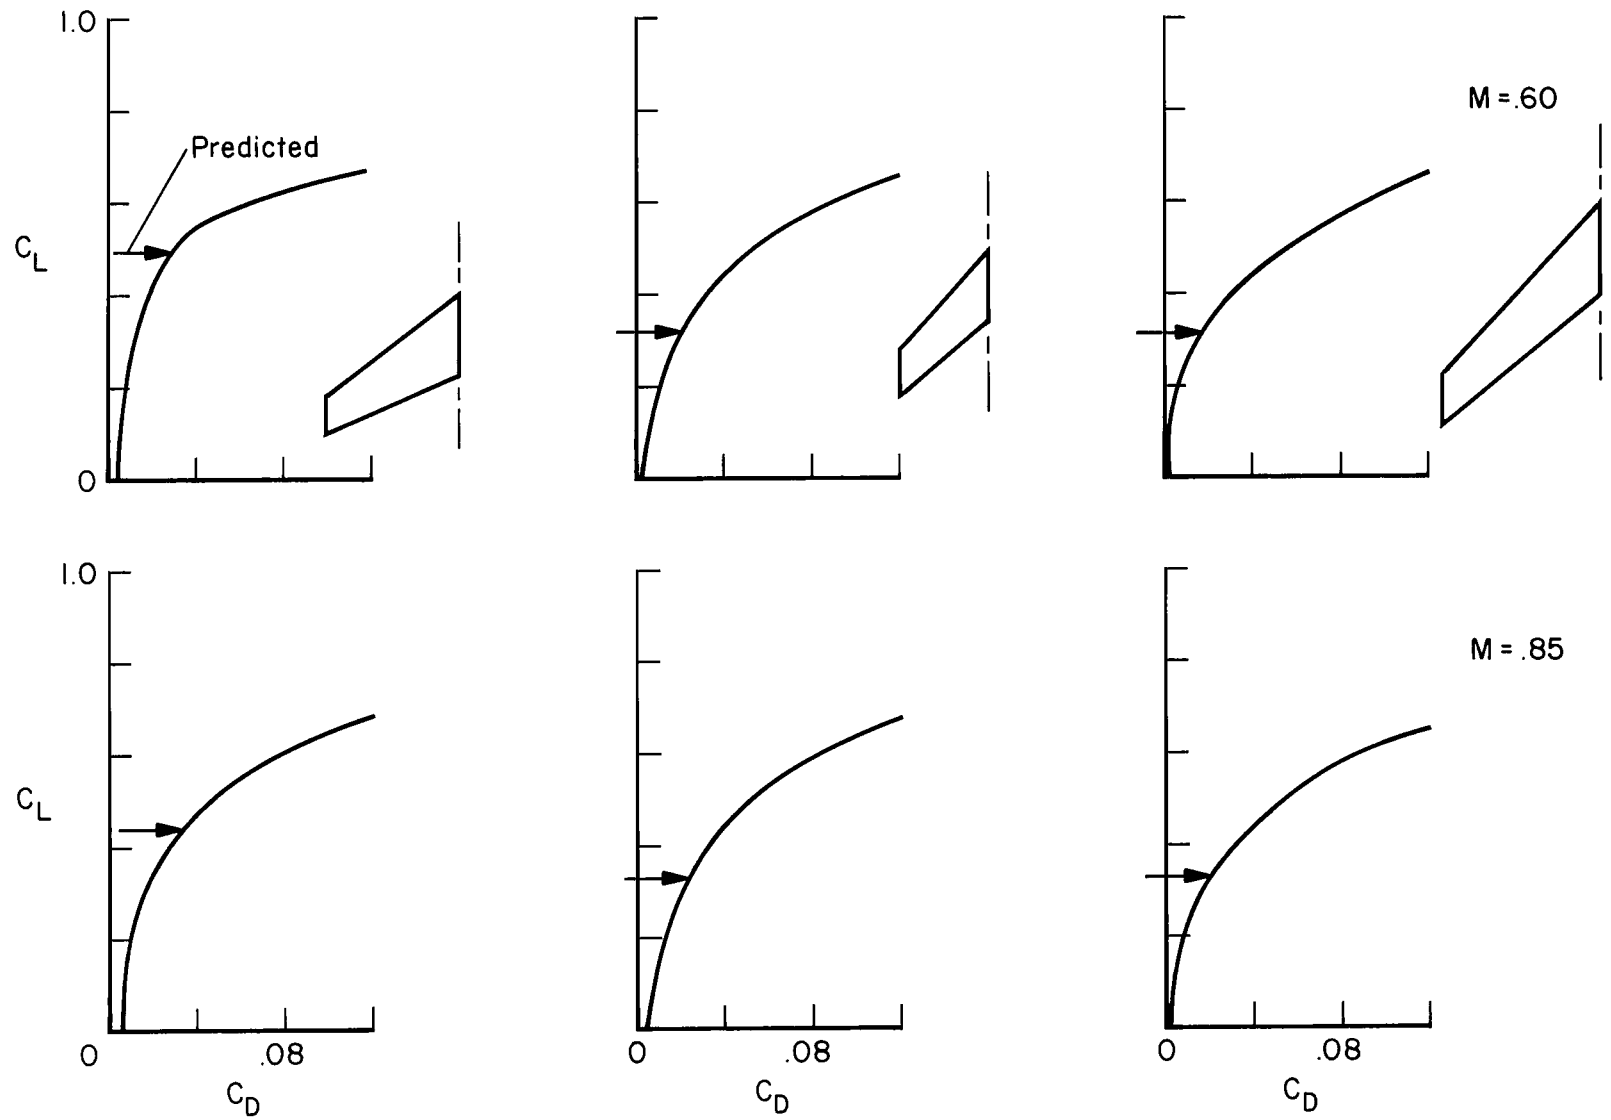 1.0
Predicted
C_L
0
M = .60
1.0
C_L
M = .85
0 .08
C_D
0 .08
C_D
0 .08
C_D